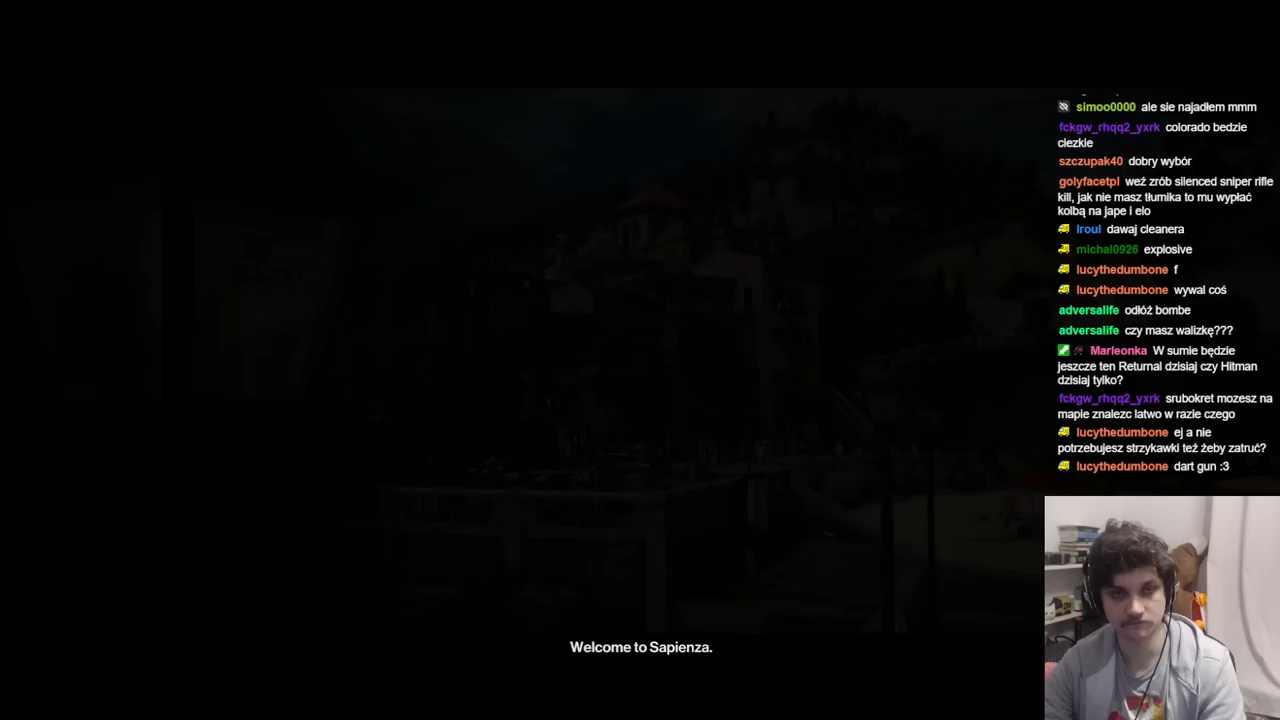 simoo0000 ale sie najadłem mmm
fckgw_rhqq2_yxrk colorado bedzie
ciezkie
szczupak40 dobry wybór
golyfacetpl weź zrób silenced sniper rifle
kill, jak nie masz tłumika to mu wypłać
kolbą na jape i elo
lroul dawaj cleanera
michal0926 explosive
lucythedumbone f
lucythedumbone wywal coś
adversalife odłóż bombe
adversalife czy masz walizkę???
Marleonka W sumie będzie
jeszcze ten Returnal dzisiaj czy Hitman
dzisiaj tylko?
fckgw_rhqq2_yxrk srubokret mozesz na
mapie znalezc latwo w razie czego
lucythedumbone ej a nie
potrzebujesz strzykawki też żeby zatruć?
lucythedumbone dart gun :3
Welcome to Sapienza.